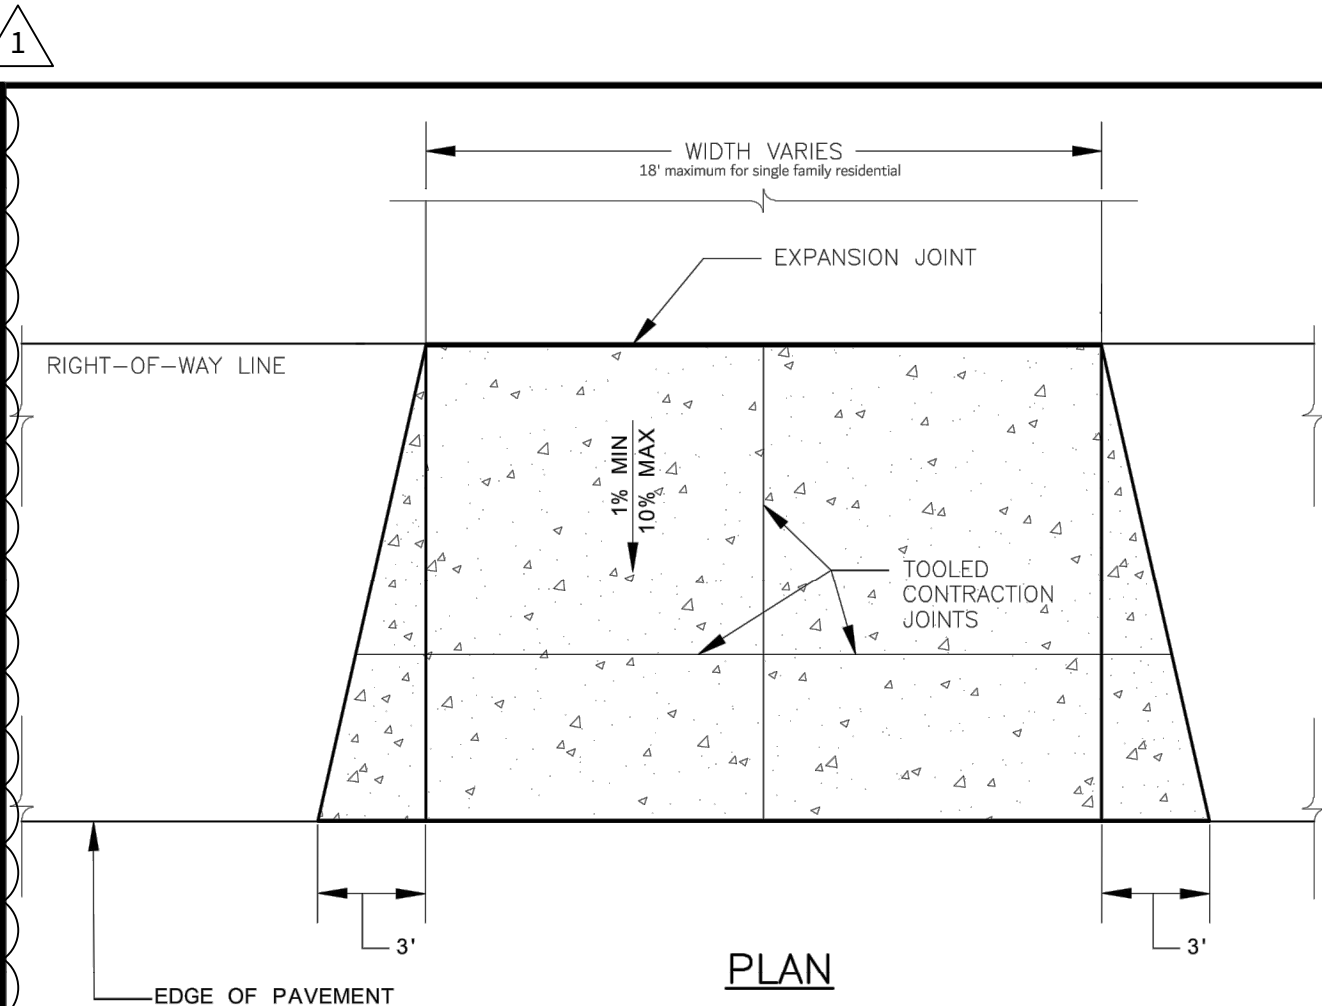 1
WIDTH VARIES
18' maximum for single family residential
EXPANSION JOINT
RIGHT-OF-WAY LINE
1% MIN
10% MAX
TOOLED
CONTRACTION
JOINTS
3'
3'
PLAN
EDGE OF PAVEMENT